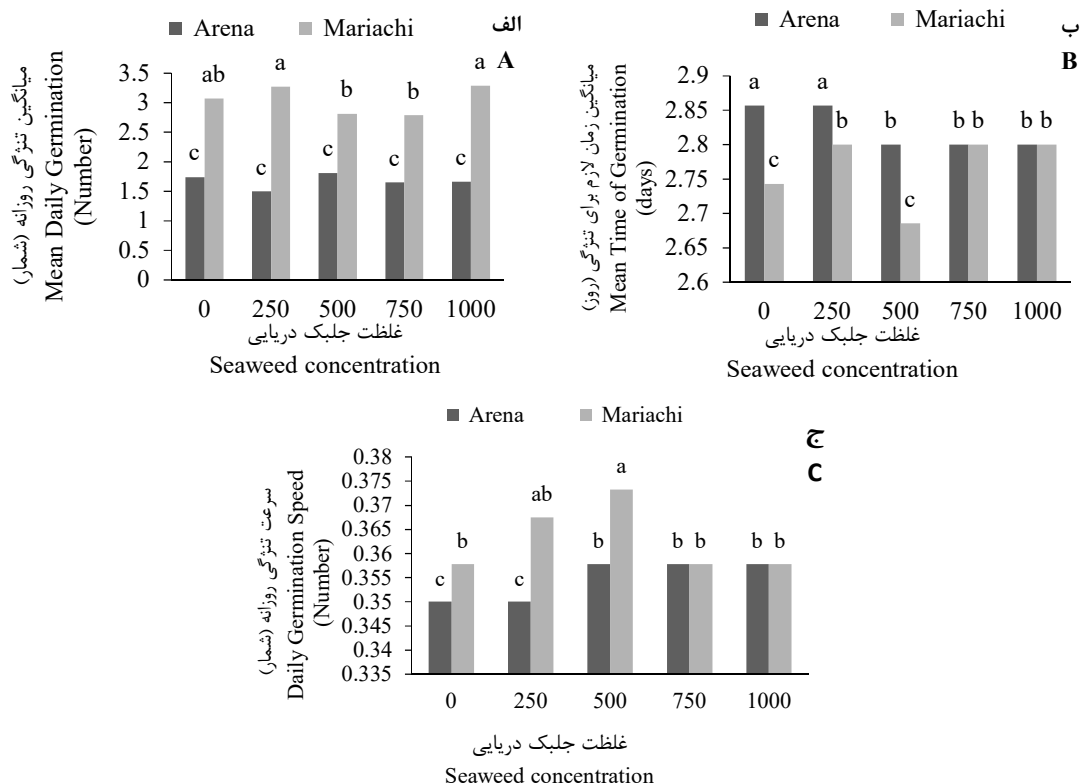 Arena Mariachi
الف
A
میانگین تنژگی روزانه (شمار)
Mean Daily Germination
(Number)
3.5
3
2.5
2
1.5
1
0.5
0
ab a b b a
c c c c c
0 250 500 750 1000
غلظت جلبک دریایی
Seaweed concentration
Arena Mariachi
ب
B
میانگین زمان لازم برای تنژگی (روز)
Mean Time of Germination
(days)
2.9
2.85
2.8
2.75
2.7
2.65
2.6
a a
b b b b b b
c c
0 250 500 750 1000
غلظت جلبک دریایی
Seaweed concentration
Arena Mariachi
ج
C
سرعت تنژگی روزانه (شمار)
Daily Germination Speed
(Number)
0.38
0.375
0.37
0.365
0.36
0.355
0.35
0.345
0.34
0.335
a
ab
b b b b b b
c c
0 250 500 750 1000
غلظت جلبک دریایی
Seaweed concentration